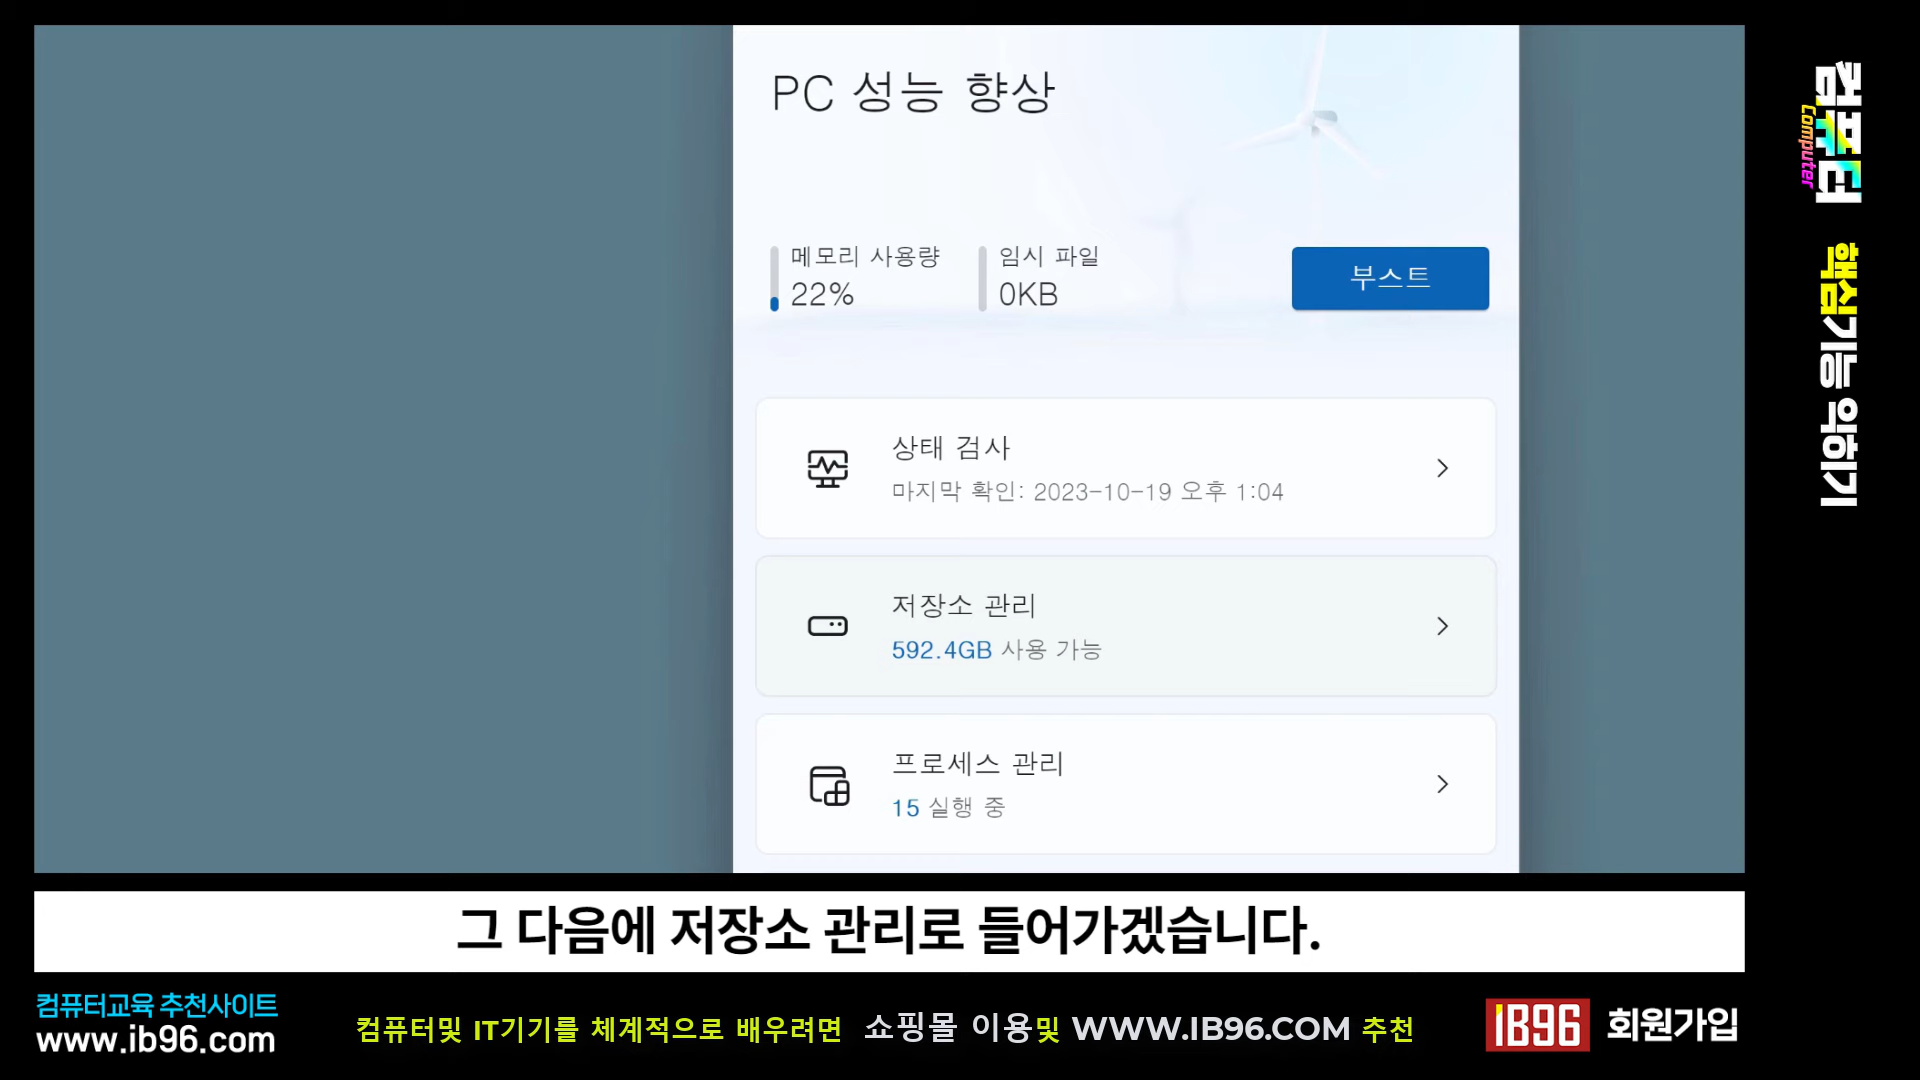 PC 성능 향상
메모리 사용량
22%
임시 파일
0KB
부스트
상태 검사
마지막 확인: 2023-10-19 오후 1:04
저장소 관리
592.4GB 사용 가능
프로세스 관리
15 실행 중
컴퓨터
Computer
핵심기능 익히기
그 다음에 저장소 관리로 들어가겠습니다.
컴퓨터교육 추천사이트
www.ib96.com
컴퓨터및 IT기기를 체계적으로 배우려면 쇼핑몰 이용및 WWW.IB96.COM 추천
IB96 회원가입